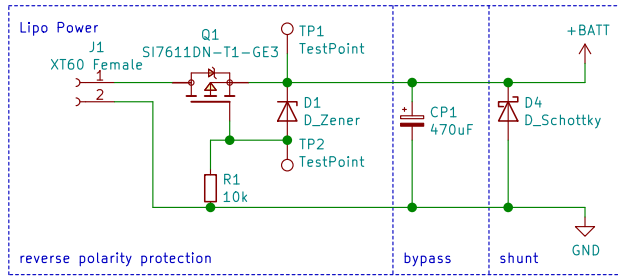 Lipo Power
J1
XT60 Female
1
2
Q1
SI7611DN-T1-GE3
TP1
TestPoint
D1
D_Zener
TP2
TestPoint
R1
10k
+
CP1
470uF
D4
D_Schottky
+BATT
GND
reverse polarity protection
bypass
shunt